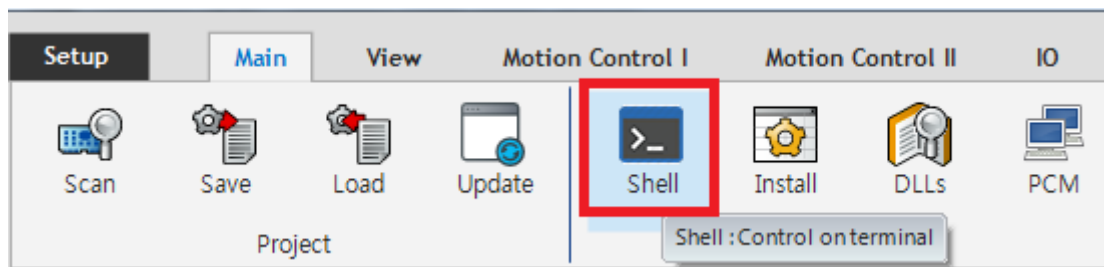 Setup Main View Motion Control I Motion Control II IO
Scan Save Load Update Shell Install DLLs PCM
Project Shell : Control on terminal